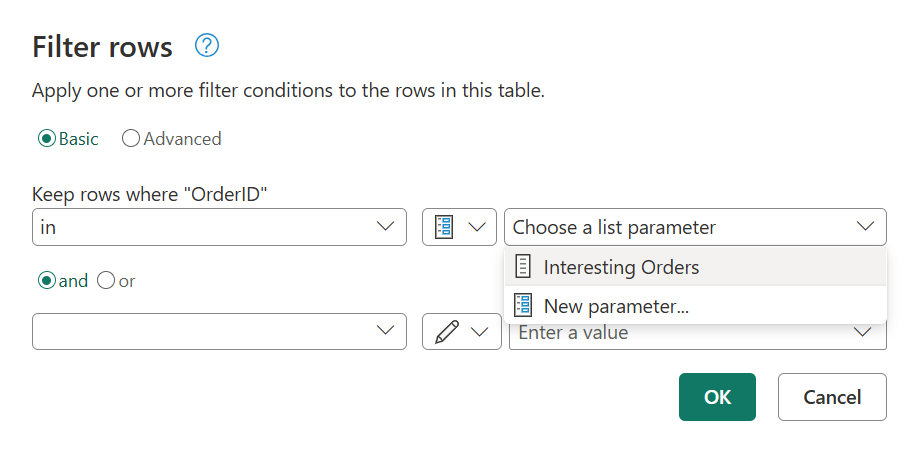 Filter rows ?
Apply one or more filter conditions to the rows in this table.
Basic Advanced
Keep rows where "OrderID"
in Choose a list parameter
Interesting Orders
and or
New parameter...
Enter a value
OK Cancel